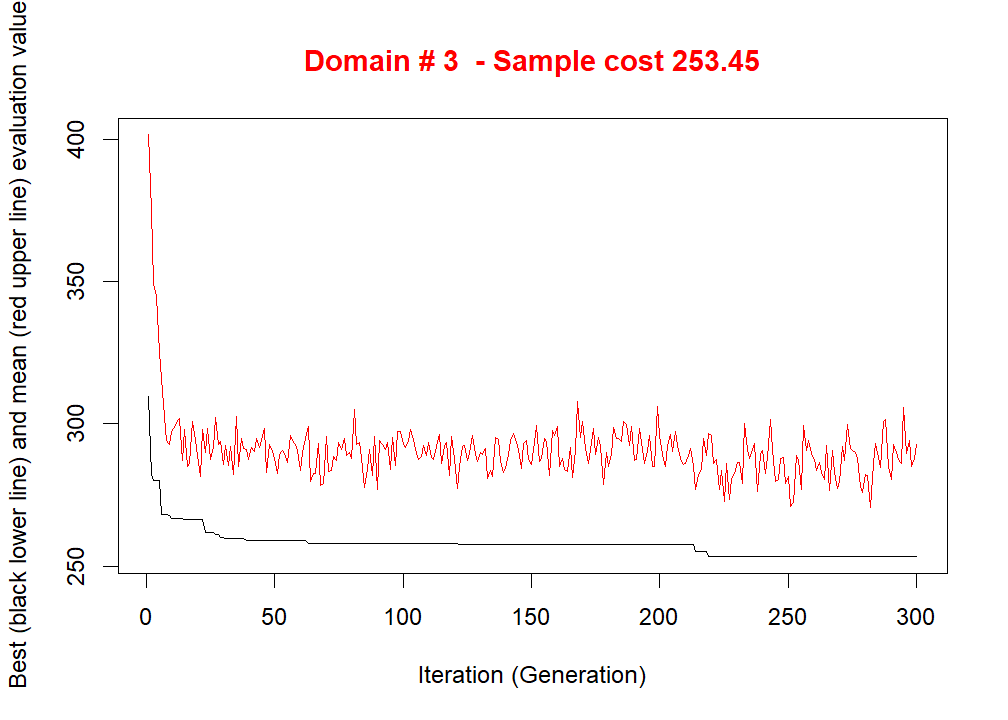 Domain # 3  - Sample cost 253.45
Best (black lower line) and mean (red upper line) evaluation value
400
350
300
250
0 50 100 150 200 250 300
Iteration (Generation)